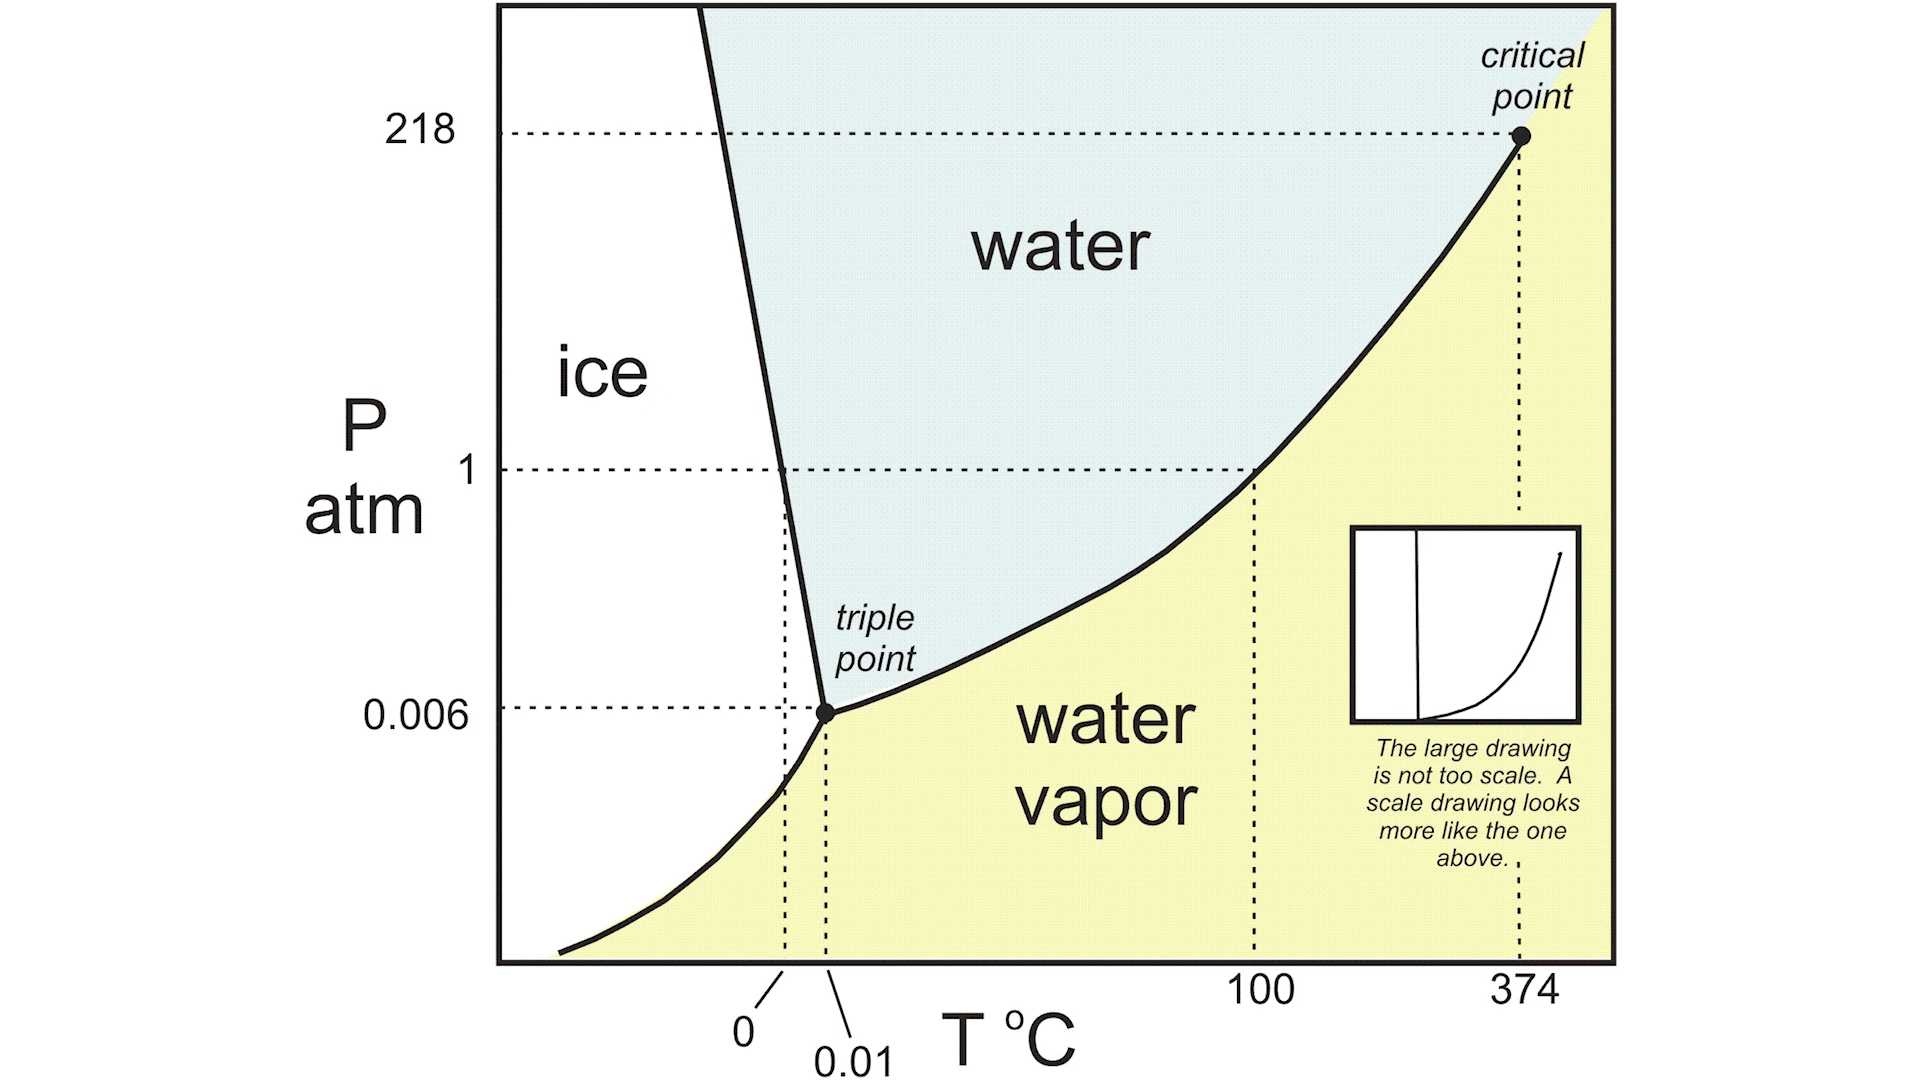 critical
point
218
water
ice
P
atm
1
triple
point
0.006
water
vapor
The large drawing
is not too scale. A
scale drawing looks
more like the one
above.
0
0.01
T °C
100
374